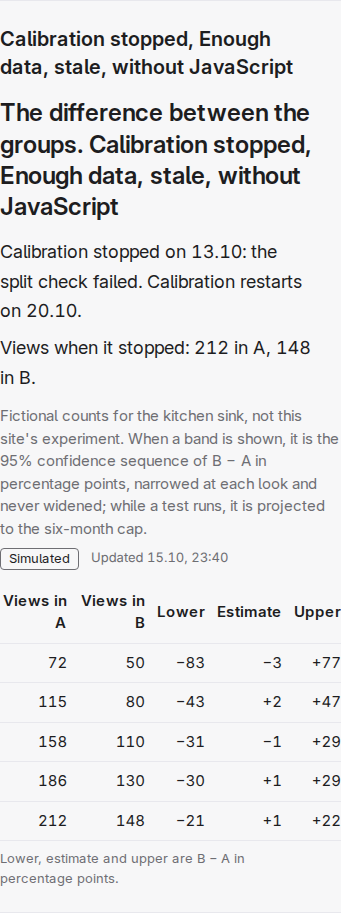 Calibration stopped, Enough
data, stale, without JavaScript
The difference between the
groups. Calibration stopped,
Enough data, stale, without
JavaScript
Calibration stopped on 13.10: the
split check failed. Calibration restarts
on 20.10.
Views when it stopped: 212 in A, 148
in B.
Fictional counts for the kitchen sink, not this
site's experiment. When a band is shown, it is the
95% confidence sequence of B − A in
percentage points, narrowed at each look and
never widened; while a test runs, it is projected
to the six-month cap.
Simulated Updated 15.10, 23:40
Views in A Views in B Lower Estimate Upper
72 50 −83 −3 +77
115 80 −43 +2 +47
158 110 −31 −1 +29
186 130 −30 +1 +29
212 148 −21 +1 +22
Lower, estimate and upper are B − A in
percentage points.